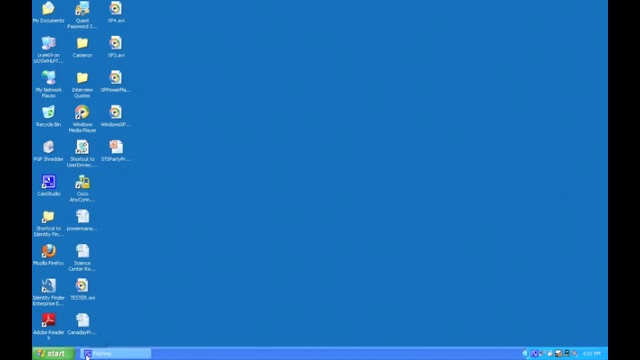 My Documents
Quest
Password S...
XP4.avi
Cameron
XP3.avi
My Network
Places
Interview
Quotes
XPPowerMa...
Recycle Bin
Windows
Media Player
WindowsXP...
PGP Shredder
Shortcut to
UserDrives...
STSPartyPr...
CamStudio
Cisco
AnyConn...
Shortcut to
Identity Fin...
powermana...
Mozilla Firefox
Science
Center Ro...
Identity Finder
Enterprise E...
TESTER.avi
Adobe Reader
9
CanadayPr...
start